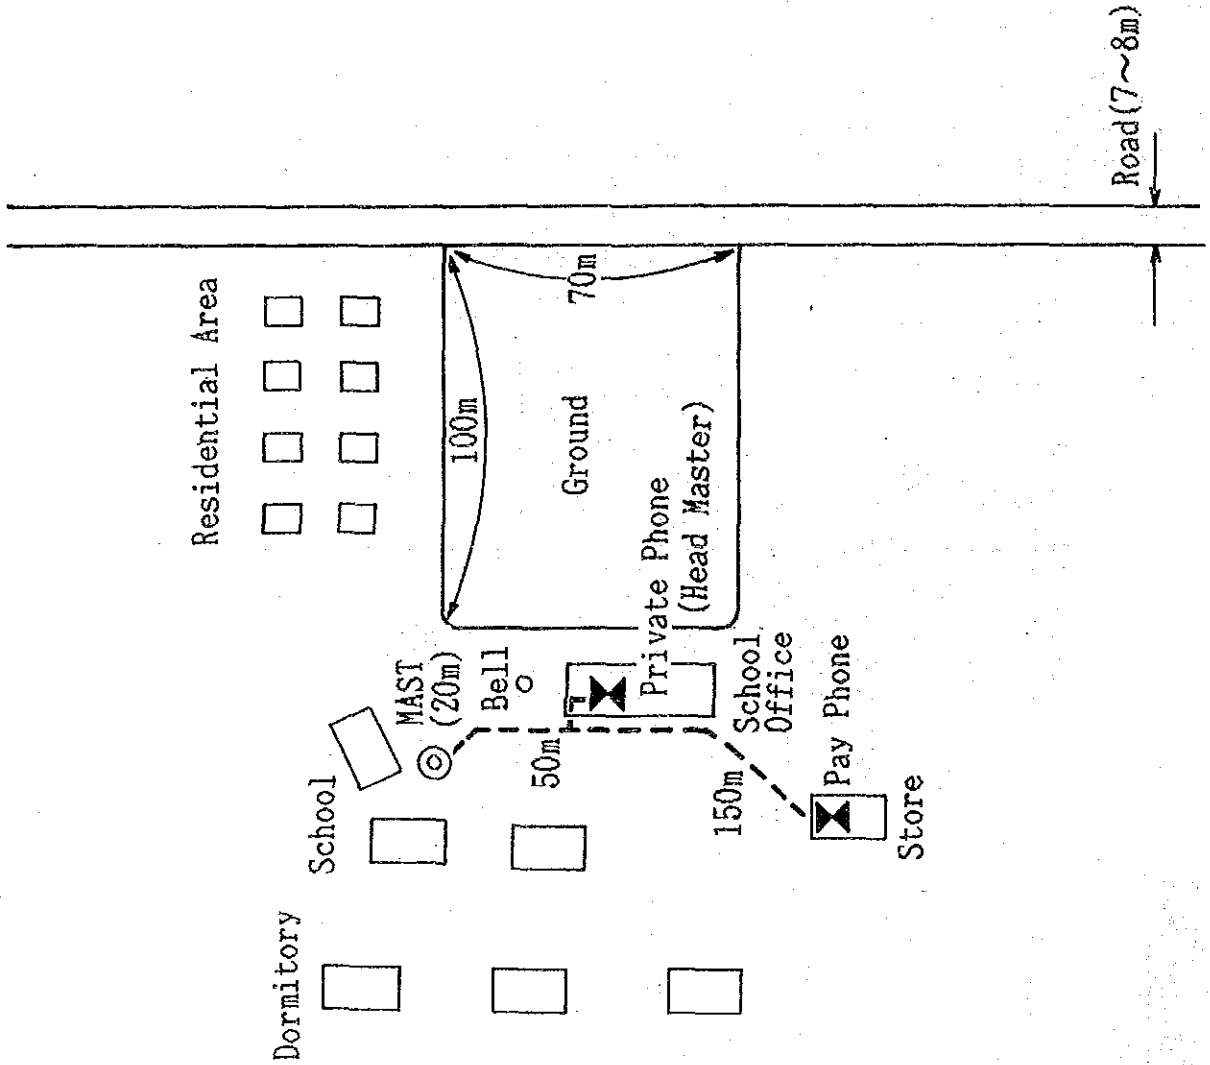 Road(7~8m)
Residential Area
70m
100m
Ground
Private Phone
(Head Master)
MAST
(20m)
Bell
School
Office
Pay Phone
50m
150m
School
Store
Dormitory